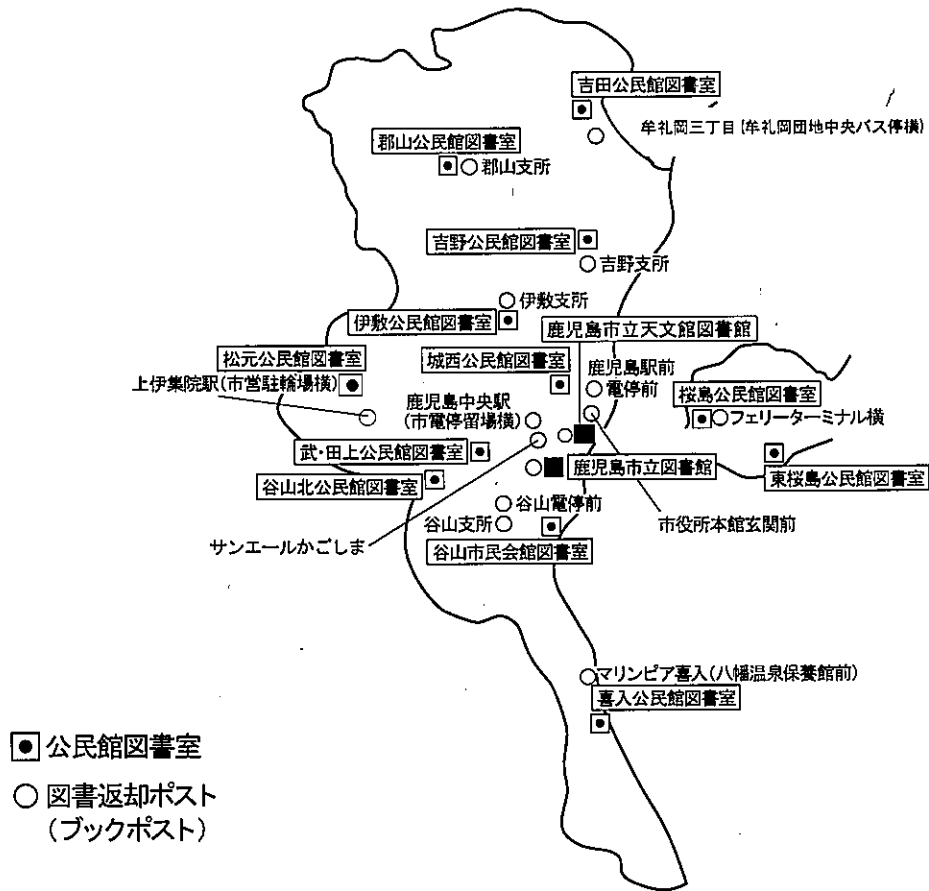 吉田公民館図書室
牟礼岡三丁目(牟礼岡団地中央バス停横)
郡山公民館図書室
郡山支所
吉野公民館図書室
吉野支所
伊敷支所
伊敷公民館図書室
鹿児島市立天文館図書館
松元公民館図書室
城西公民館図書室
鹿児島駅前
電停前
上伊集院駅(市営駐輪場横)
桜島公民館図書室
鹿児島中央駅
(市電停留場横)
フェリーターミナル横
武・田上公民館図書室
鹿児島市立図書館
東桜島公民館図書室
谷山北公民館図書室
谷山電停前
谷山支所
市役所本館玄関前
サンエールかごしま
谷山市民会館図書室
マリンピア喜入(八幡温泉保養館前)
喜入公民館図書室
公民館図書室
図書返却ポスト
(ブックポスト)